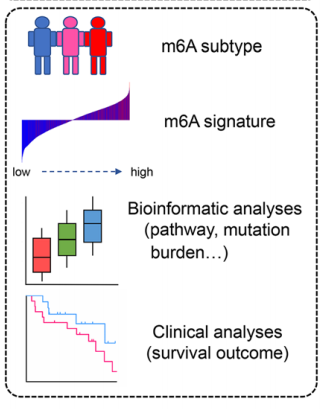 m6A subtype
m6A signature
low
high
Bioinformatic analyses
(pathway, mutation
burden…)
Clinical analyses
(survival outcome)